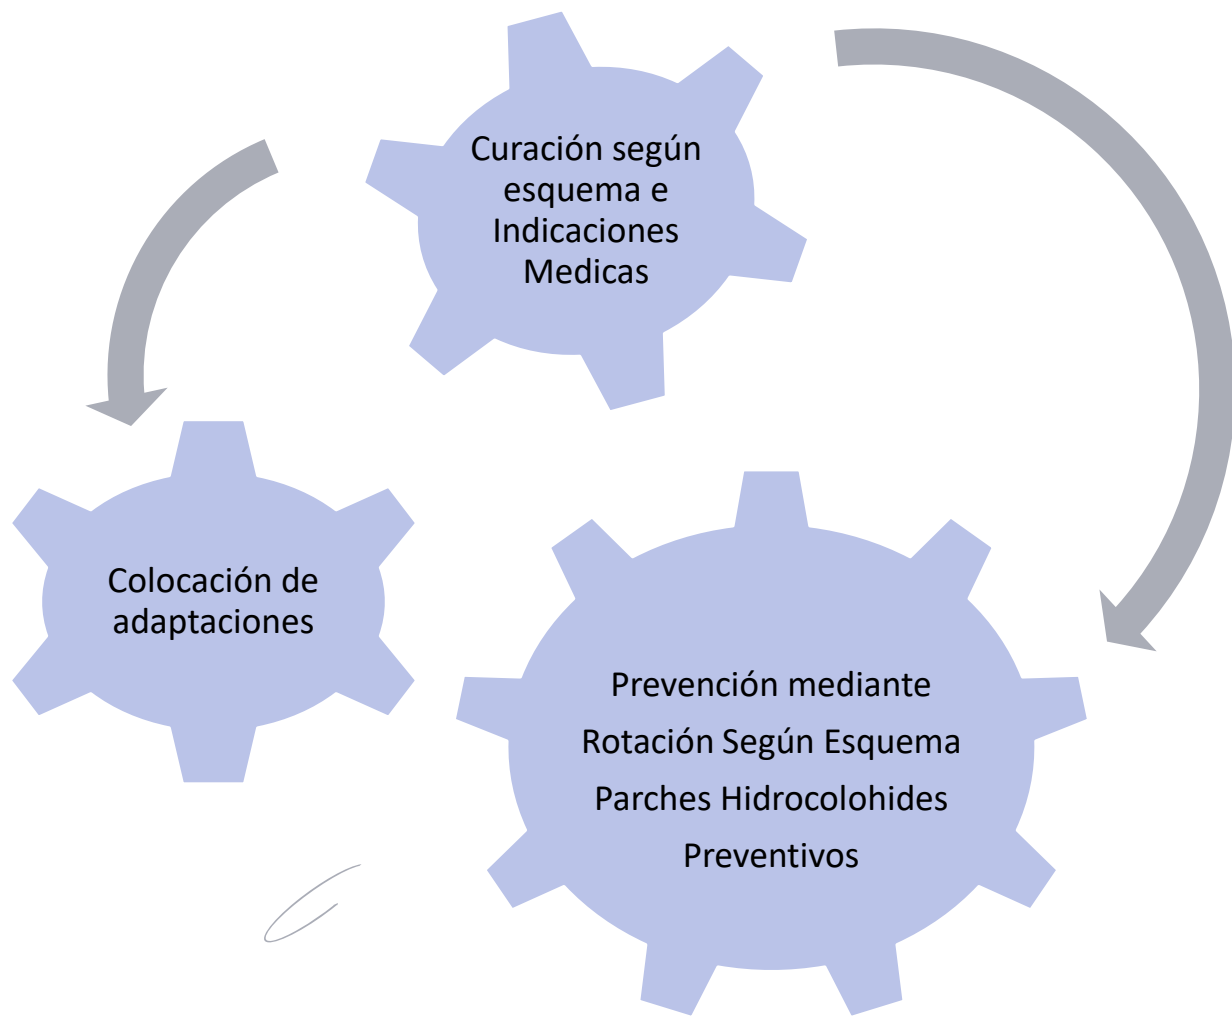 Curación según
esquema e
Indicaciones
Medicas
Colocación de
adaptaciones
Prevención mediante
Rotación Según Esquema
Parches Hidrocolohides
Preventivos